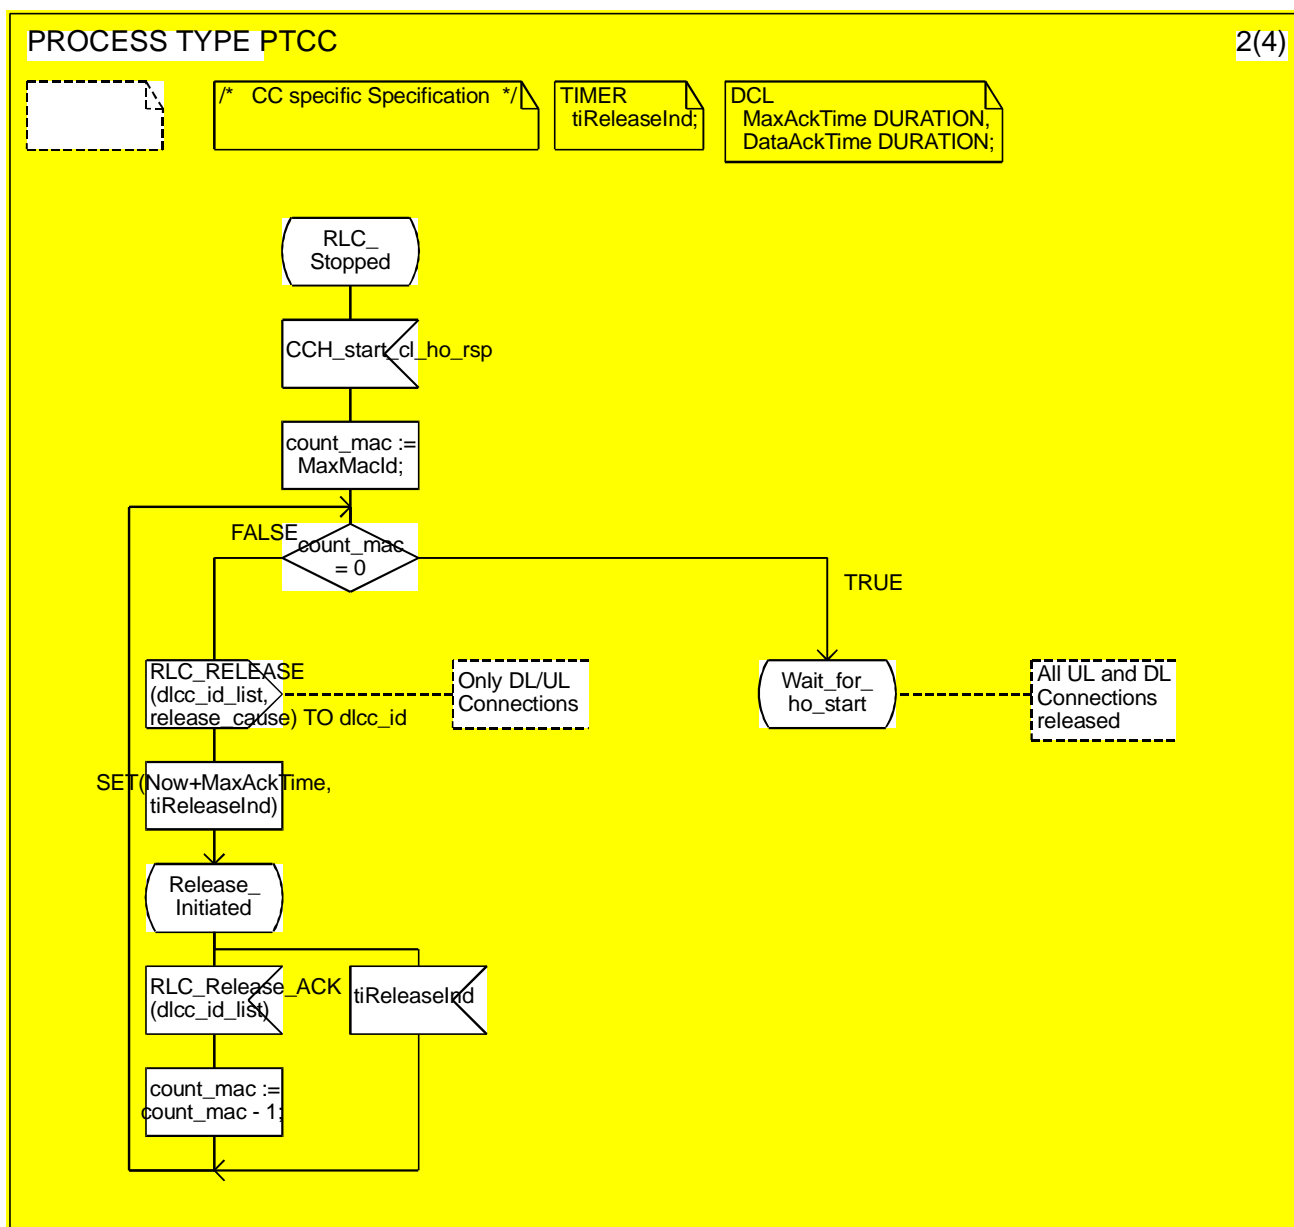 PROCESS TYPE PTCC
2(4)
/*   CC specific Specification  */
TIMER
tiReleaseInd;
DCL
MaxAckTime DURATION,
DataAckTime DURATION;
RLC_
Stopped
CCH_start_cl_ho_rsp
count_mac :=
MaxMacId;
FALSE
count_mac
= 0
TRUE
RLC_RELEASE
(dlcc_id_list,
release_cause) TO dlcc_id
Only DL/UL
Connections
Wait_for_
ho_start
All UL and DL
Connections
released
SET(Now+MaxAckTime,
tiReleaseInd)
Release_
Initiated
RLC_Release_ACK
(dlcc_id_list)
tiReleaseInd
count_mac :=
count_mac - 1;